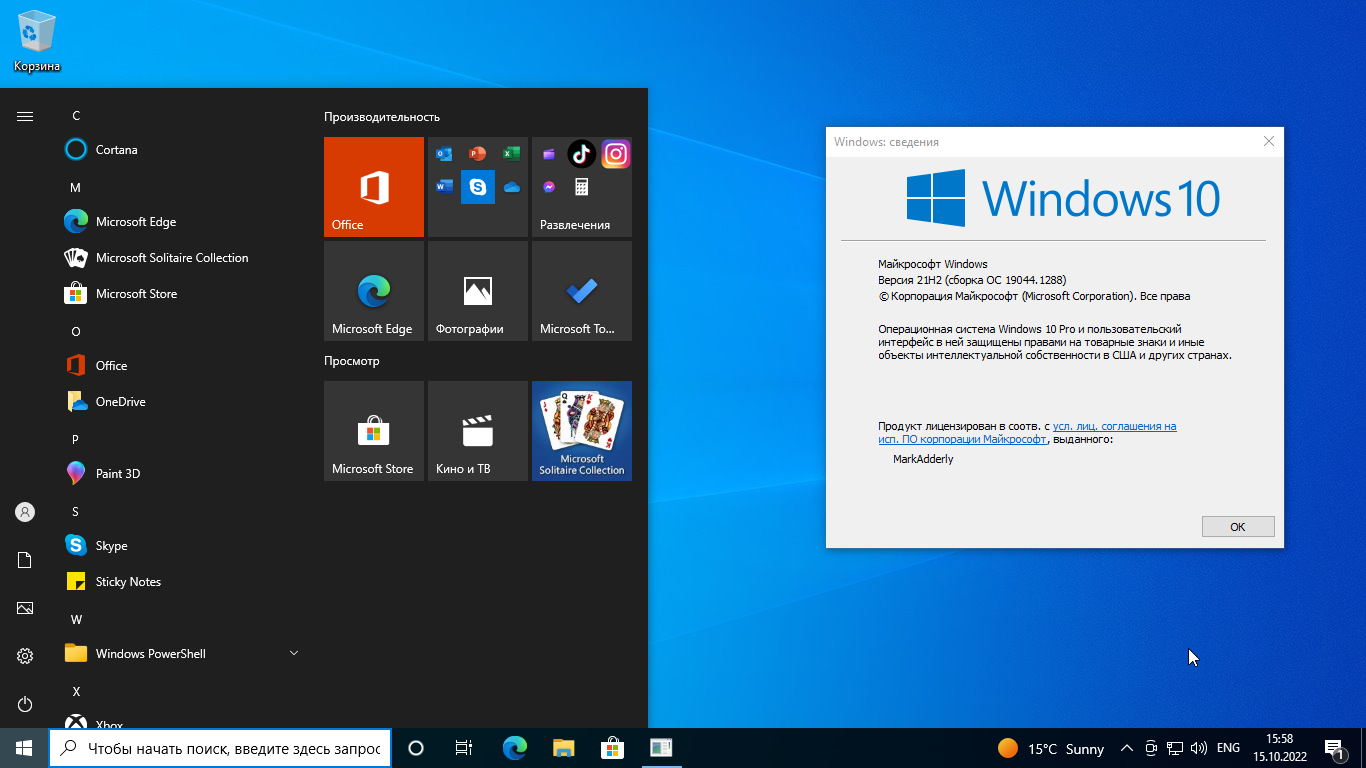 Корзина
C
Cortana
M
Microsoft Edge
Microsoft Solitaire Collection
Microsoft Store
O
Office
OneDrive
P
Paint 3D
S
Skype
Sticky Notes
W
Windows PowerShell
X
Xbox
Производительность
Office
Развлечения
Microsoft Edge
Фотографии
Microsoft To...
Просмотр
Microsoft Store
Кино и ТВ
Microsoft
Solitaire Collection
Windows: сведения
Windows 10
Майкрософт Windows
Версия 21H2 (сборка ОС 19044.1288)
© Корпорация Майкрософт (Microsoft Corporation). Все права
Операционная система Windows 10 Pro и пользовательский
интерфейс в ней защищены правами на товарные знаки и иные
объекты интеллектуальной собственности в США и других странах.
Продукт лицензирован в соотв. с усл. лиц. соглашения на
исп. ПО корпорации Майкрософт, выданного:
MarkAdderly
OK
Чтобы начать поиск, введите здесь запрос
15°C Sunny
ENG
15:58
15.10.2022
1